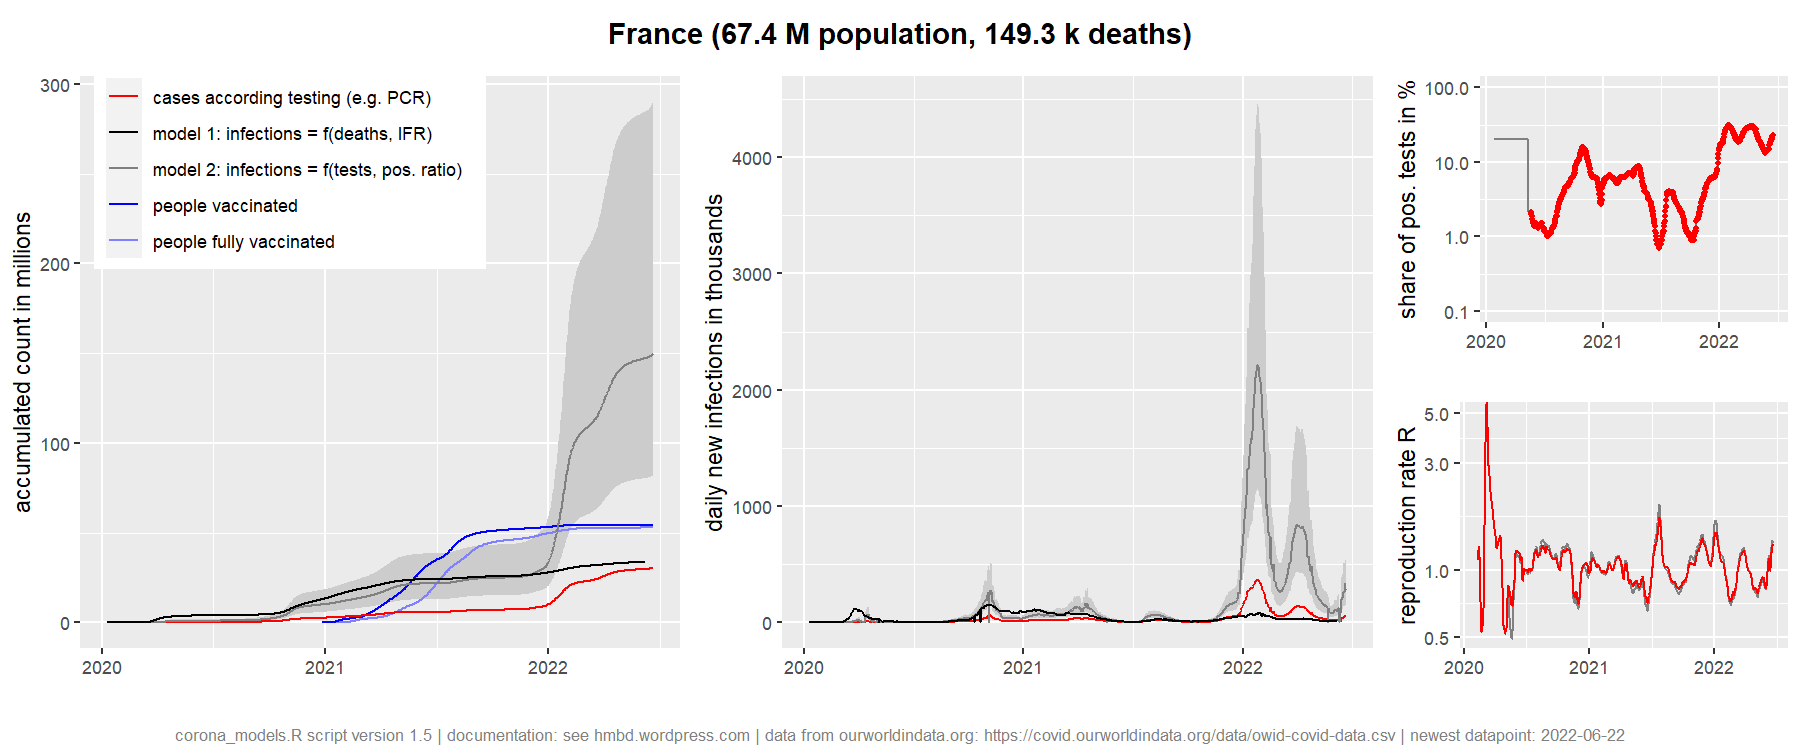 France (67.4 M population, 149.3 k deaths)
accumulated count in millions
300
200
100
0
2020
2021
2022
cases according testing (e.g. PCR)
model 1: infections = f(deaths, IFR)
model 2: infections = f(tests, pos. ratio)
people vaccinated
people fully vaccinated
daily new infections in thousands
4000
3000
2000
1000
0
2020
2021
2022
share of pos. tests in %
100.0
10.0
1.0
0.1
2020
2021
2022
reproduction rate R
5.0
3.0
1.0
0.5
2020
2021
2022
corona_models.R script version 1.5 | documentation: see hmbd.wordpress.com | data from ourworldindata.org: https://covid.ourworldindata.org/data/owid-covid-data.csv | newest datapoint: 2022-06-22